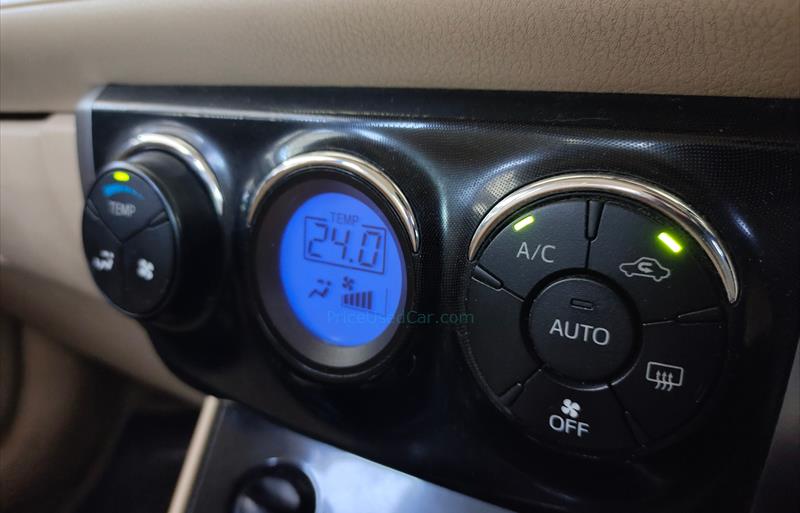 TEMP
TEMP
24.0
A/C
AUTO
OFF
PriceUsedCar.com